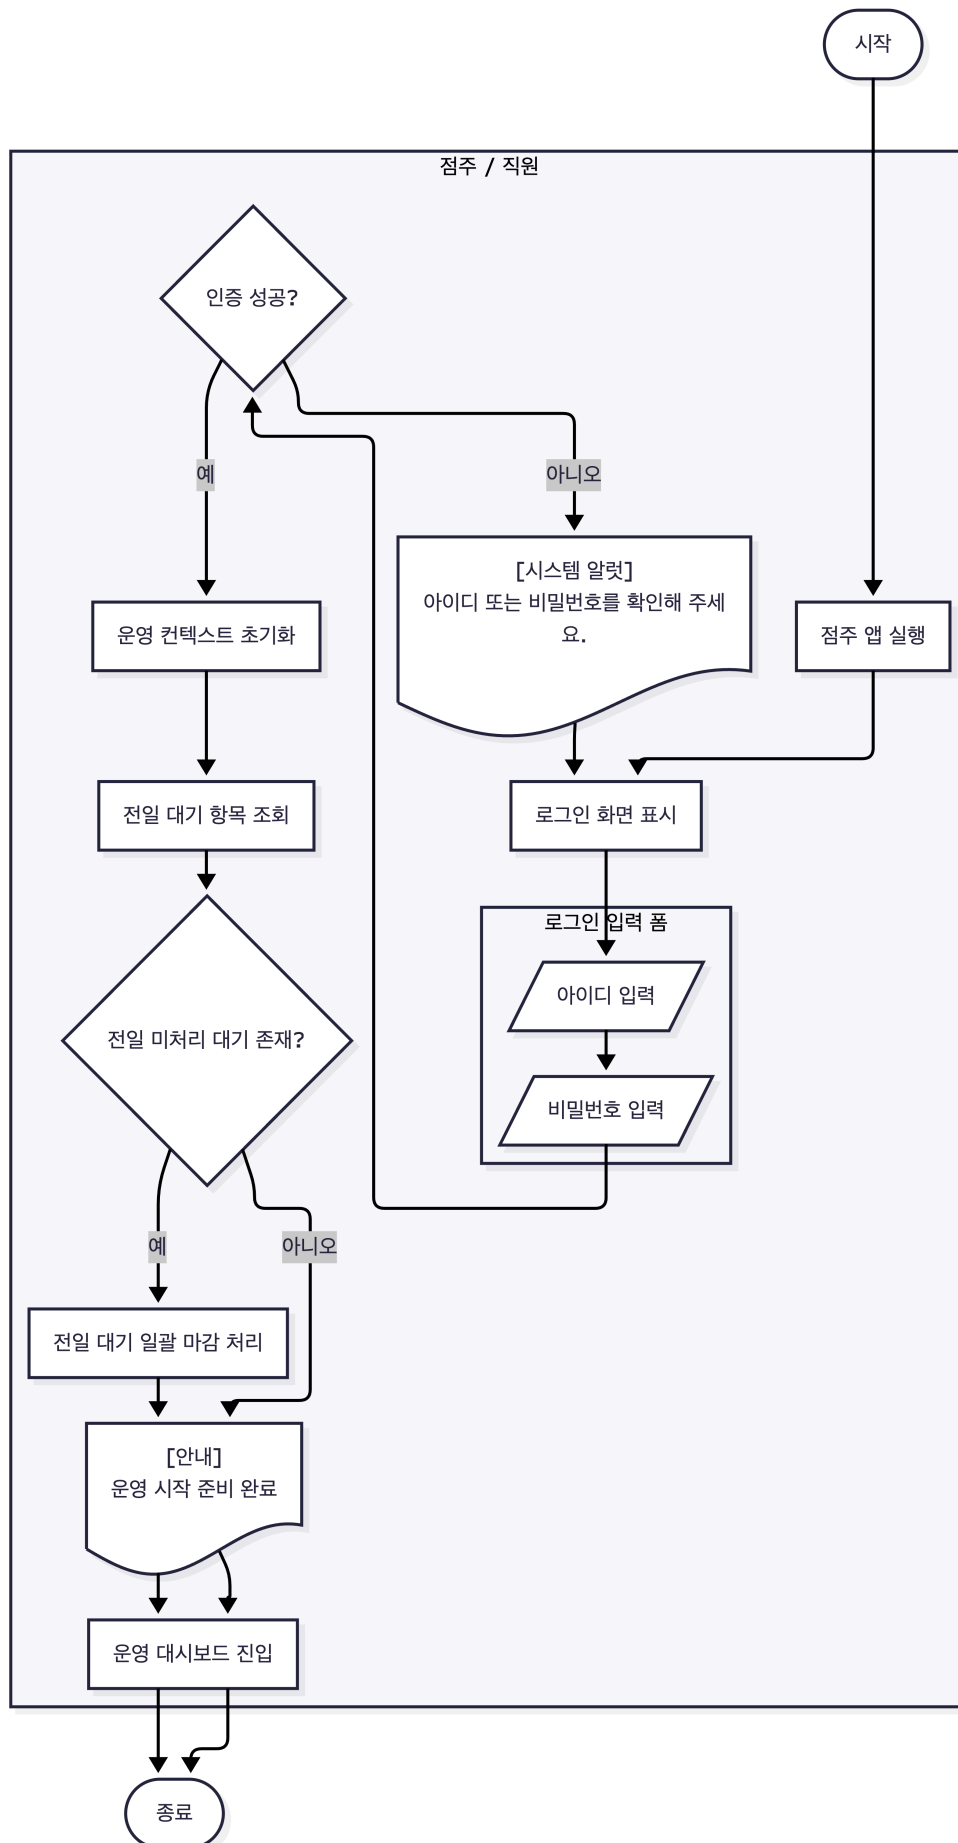 시작
점주 / 직원
인증 성공?
예
아니오
[시스템 알럿]
아이디 또는 비밀번호를 확인해 주세
요.
운영 컨텍스트 초기화
점주 앱 실행
전일 대기 항목 조회
로그인 화면 표시
로그인 입력 폼
아이디 입력
전일 미처리 대기 존재?
비밀번호 입력
예
아니오
전일 대기 일괄 마감 처리
[안내]
운영 시작 준비 완료
운영 대시보드 진입
종료